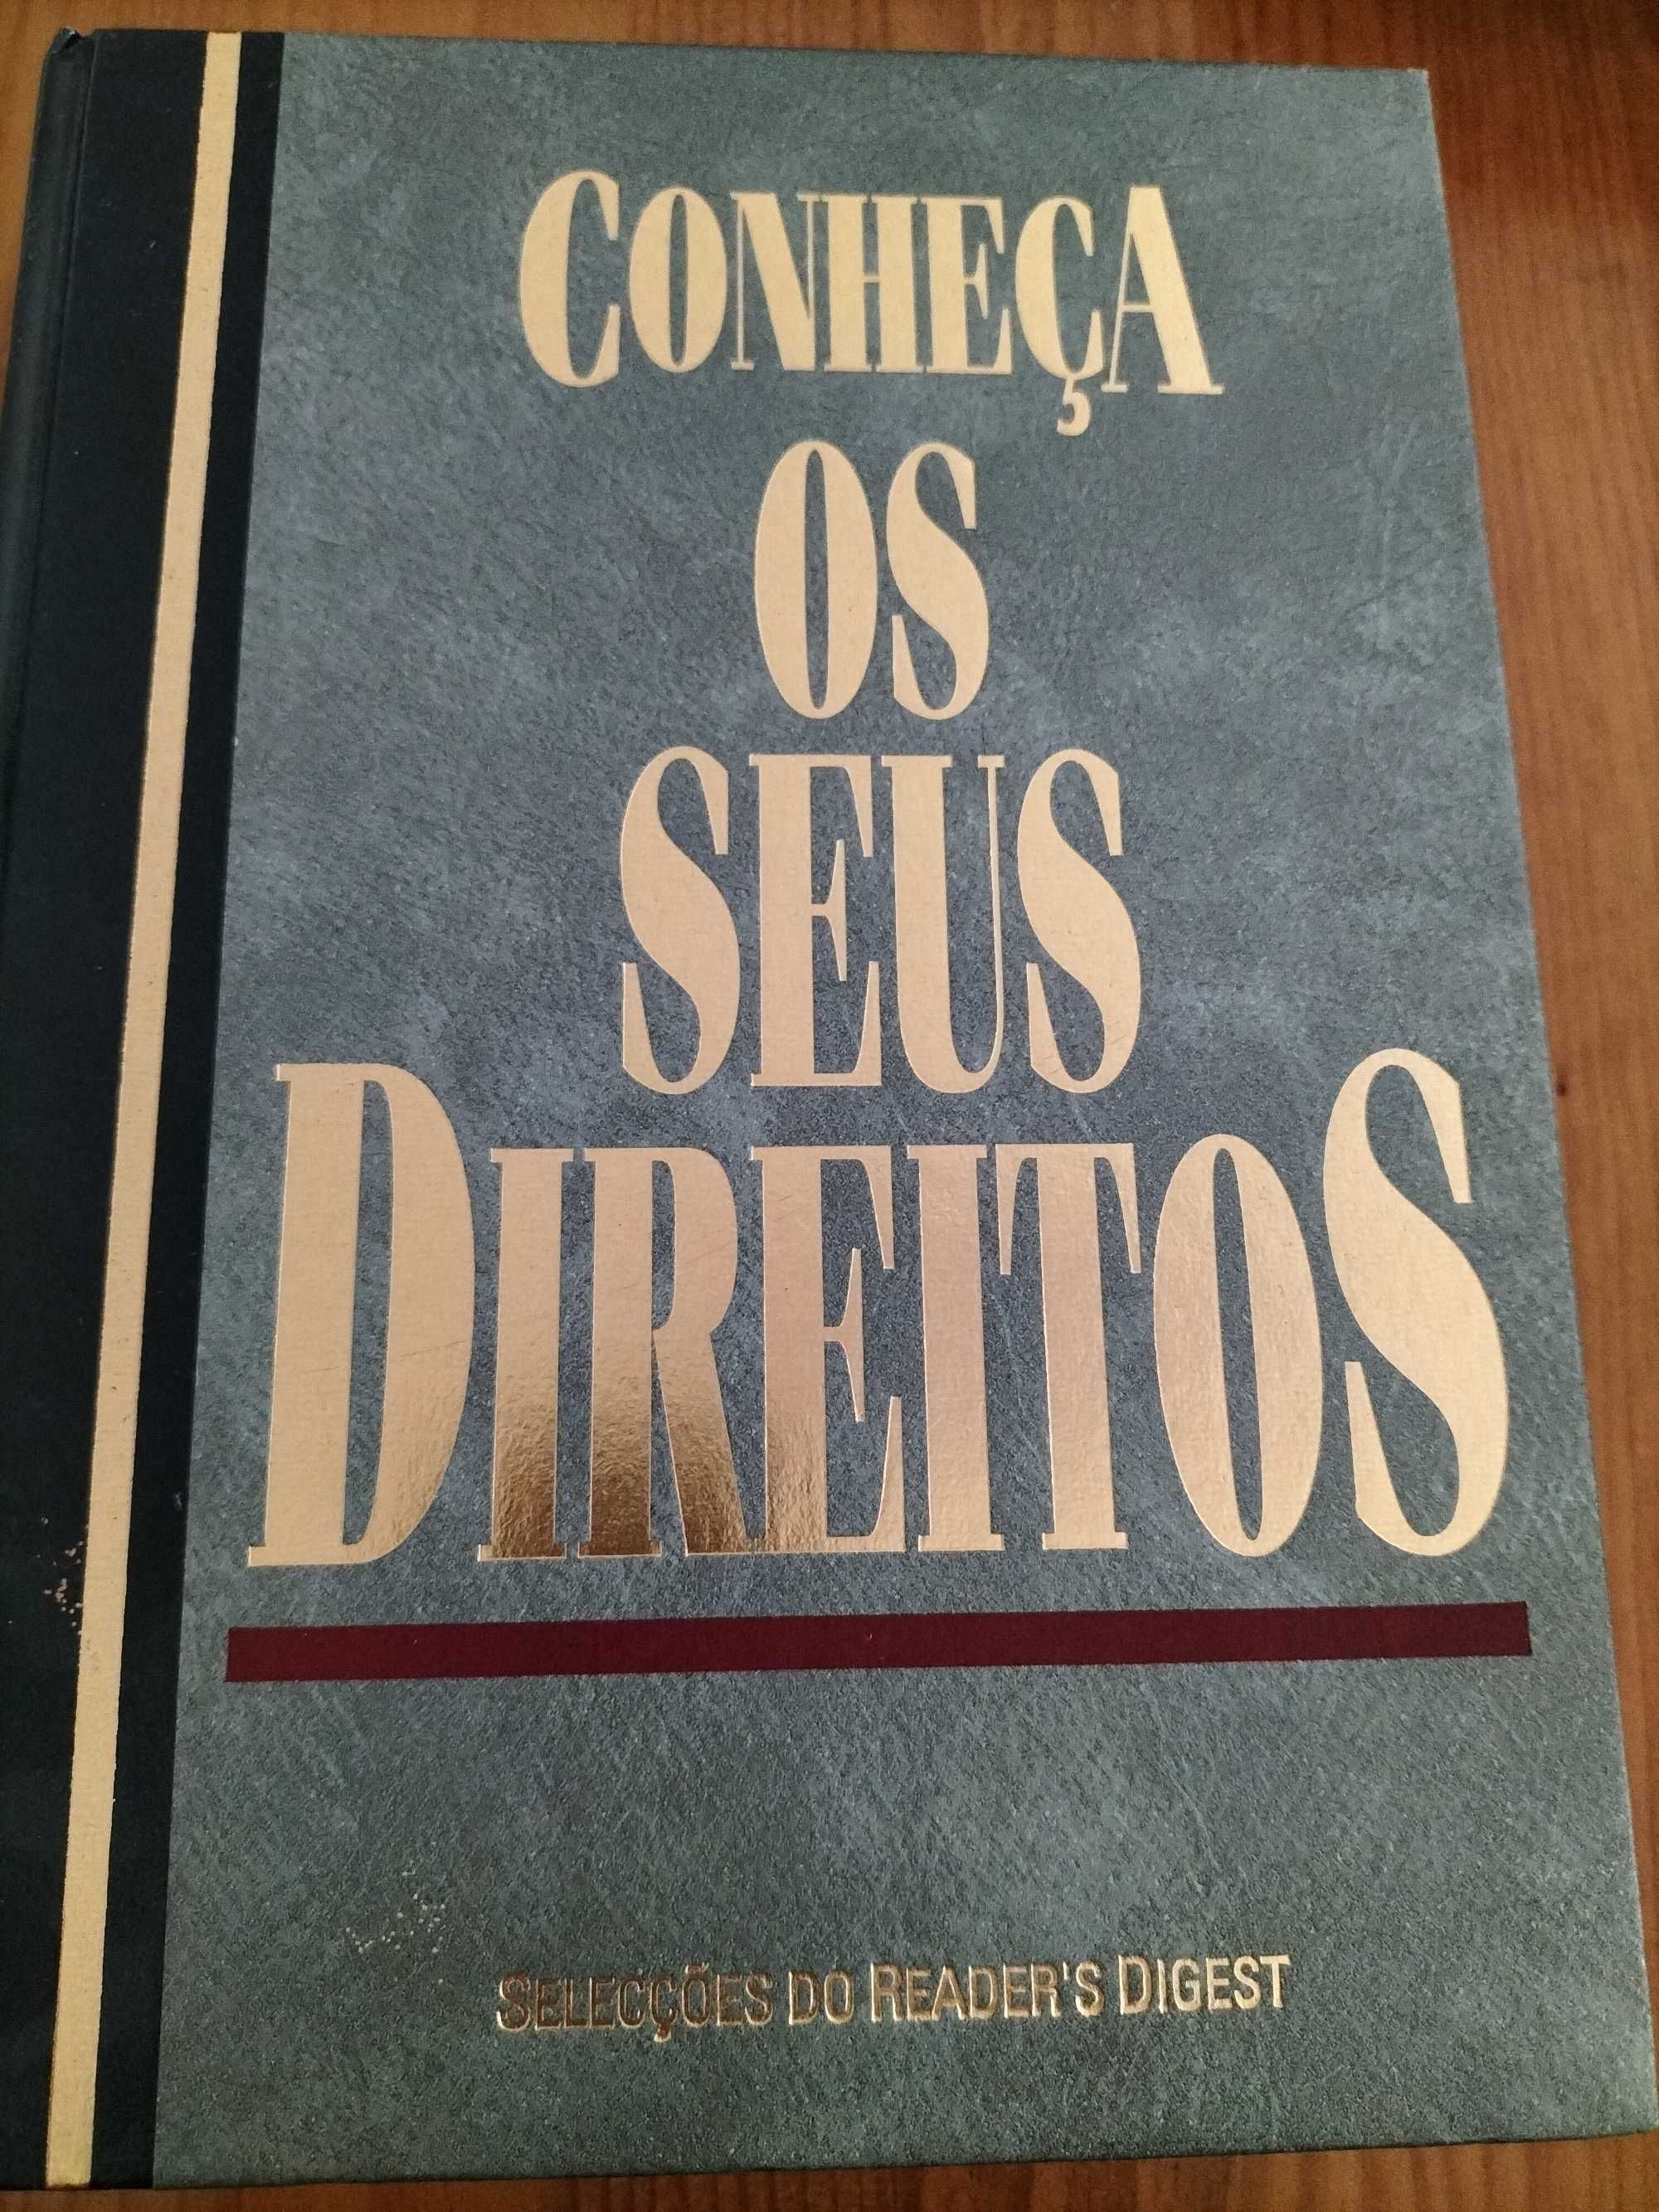 CONHEÇA
OS
SEUS
DIREITOS
SELECÇÕES DO READER'S DIGEST